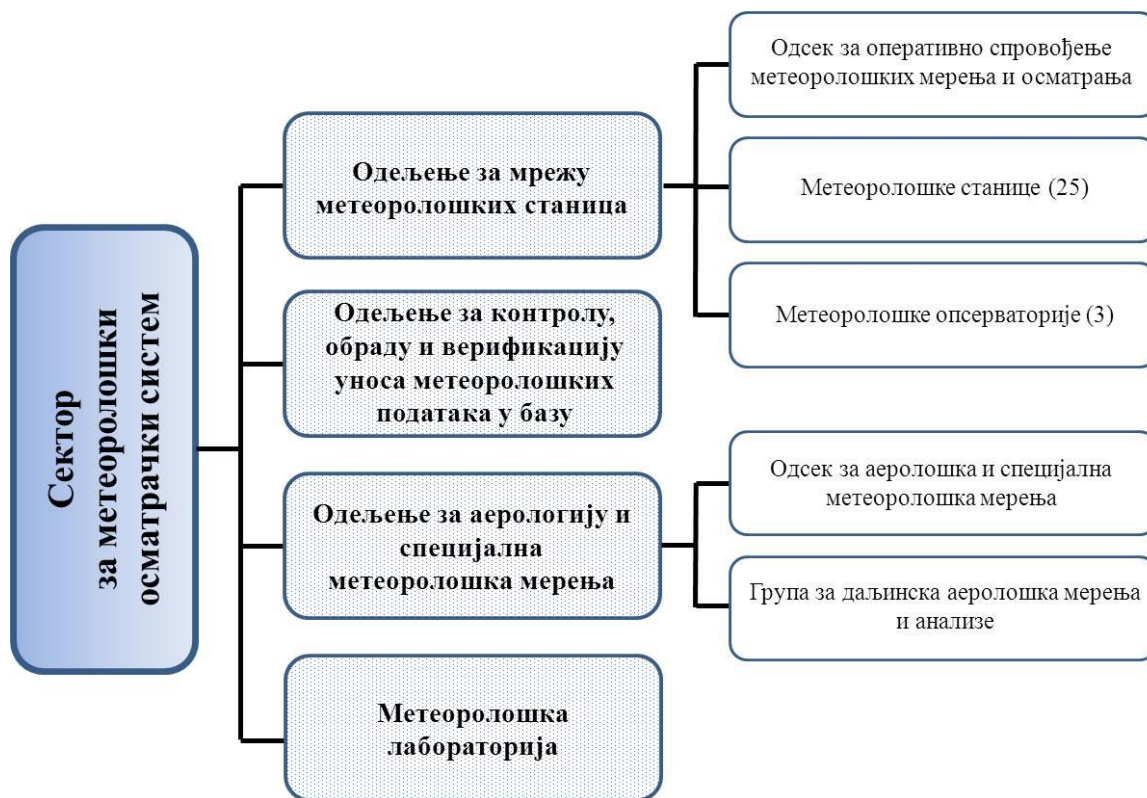 Сектор
за метеоролошки
осматрачки систем
Одељење за мрежу
метеоролошких станица
Одсек за оперативно спровођење
метеоролошких мерења и осматрања
Метеоролошке станице (25)
Метеоролошке опсерваторије (3)
Одељење за контролу,
обраду и верификацију
уноса метеоролошких
података у базу
Одељење за аерологију и
специјална
метеоролошка мерења
Одсек за аеролошка и специјална
метеоролошка мерења
Група за даљинска аеролошка мерења
и анализе
Метеоролошка
лабораторија